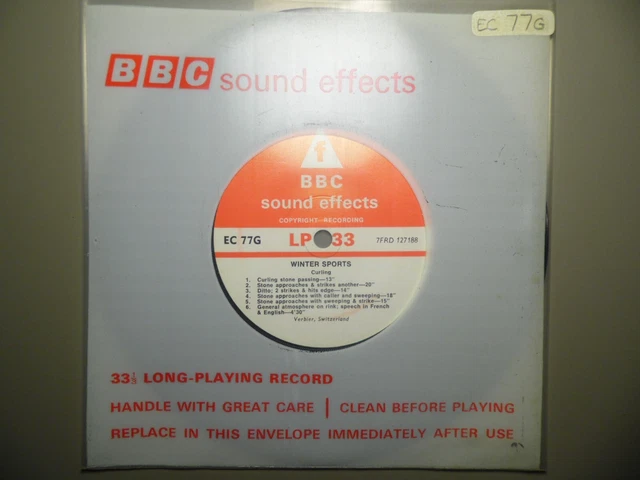 EC 77G
BBC sound effects
f
BBC
sound effects
COPYRIGHT—RECORDING
EC 77G LP 33 7FRD 127188
WINTER SPORTS
Curling
1. Curling stone passing—13"
2. Stone approaches & strikes another—20"
3. Ditto; 2 strikes & hits edge—14"
4. Stone approaches with caller and sweeping—18"
5. Stone approaches with sweeping & strike—15"
6. General atmosphere on rink; speech in French
& English—4'30"
Verbier, Switzerland
33⅓ LONG-PLAYING RECORD
HANDLE WITH GREAT CARE | CLEAN BEFORE PLAYING
REPLACE IN THIS ENVELOPE IMMEDIATELY AFTER USE